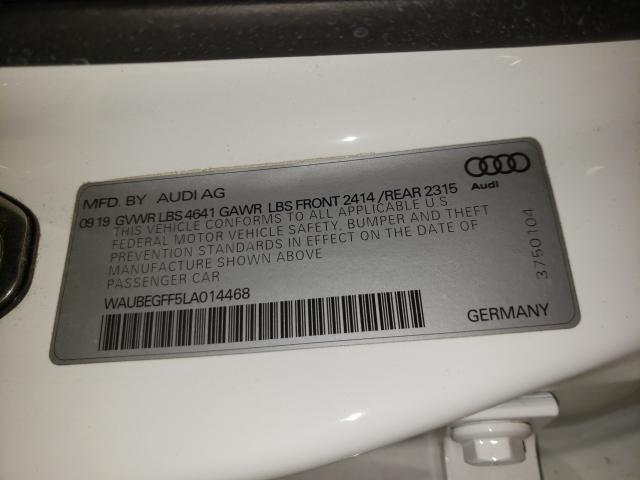 MFD. BY AUDI AG
Audi
09 19 GVWR LBS 4641 GAWR LBS FRONT 2414 /REAR 2315
THIS VEHICLE CONFORMS TO ALL APPLICABLE U.S
FEDERAL MOTOR VEHICLE SAFETY, BUMPER AND THEFT
PREVENTION STANDARDS IN EFFECT ON THE DATE OF
MANUFACTURE SHOWN ABOVE
PASSENGER CAR
WAUBEGFF5LA014468
GERMANY
3750104